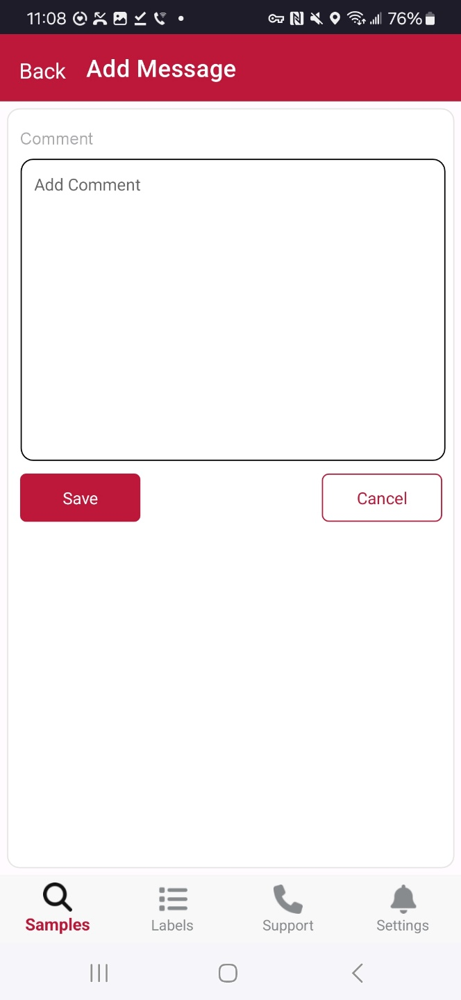 11:08 76%
Back Add Message
Comment
Add Comment
Save Cancel
Samples Labels Support Settings